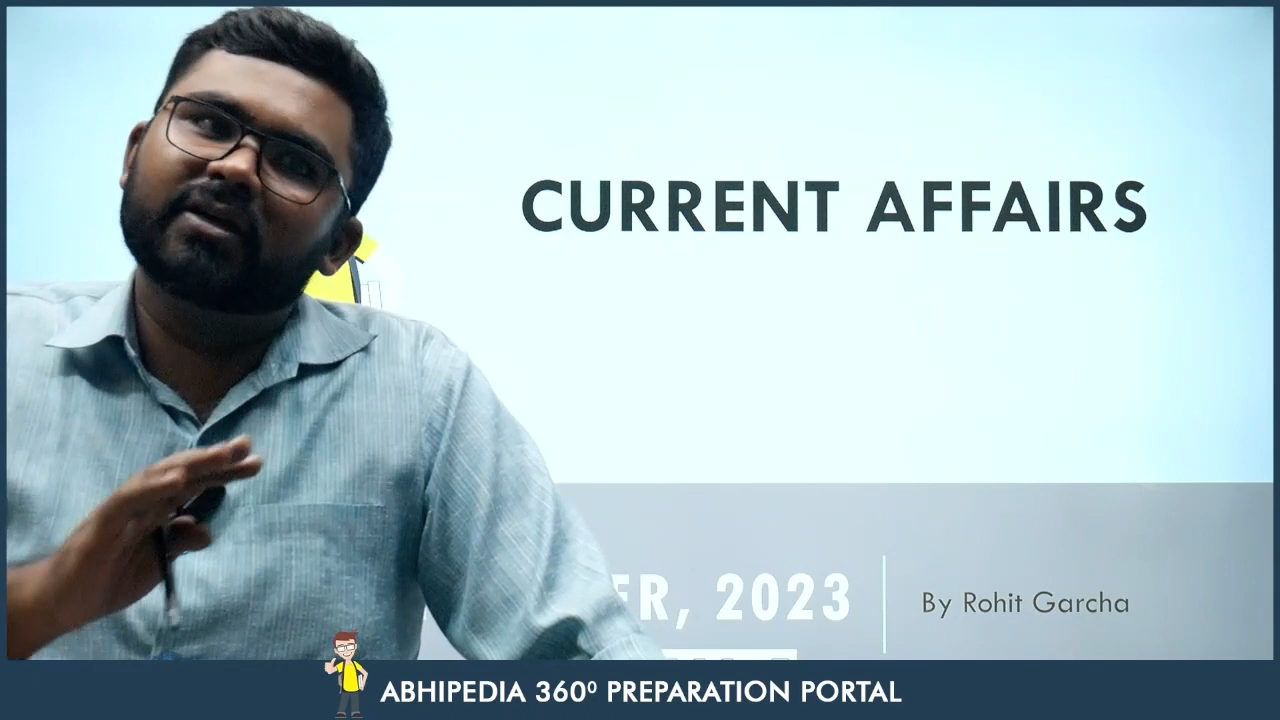 CURRENT AFFAIRS
ER, 2023
By Rohit Garcha
ABHIPEDIA 360⁰ PREPARATION PORTAL